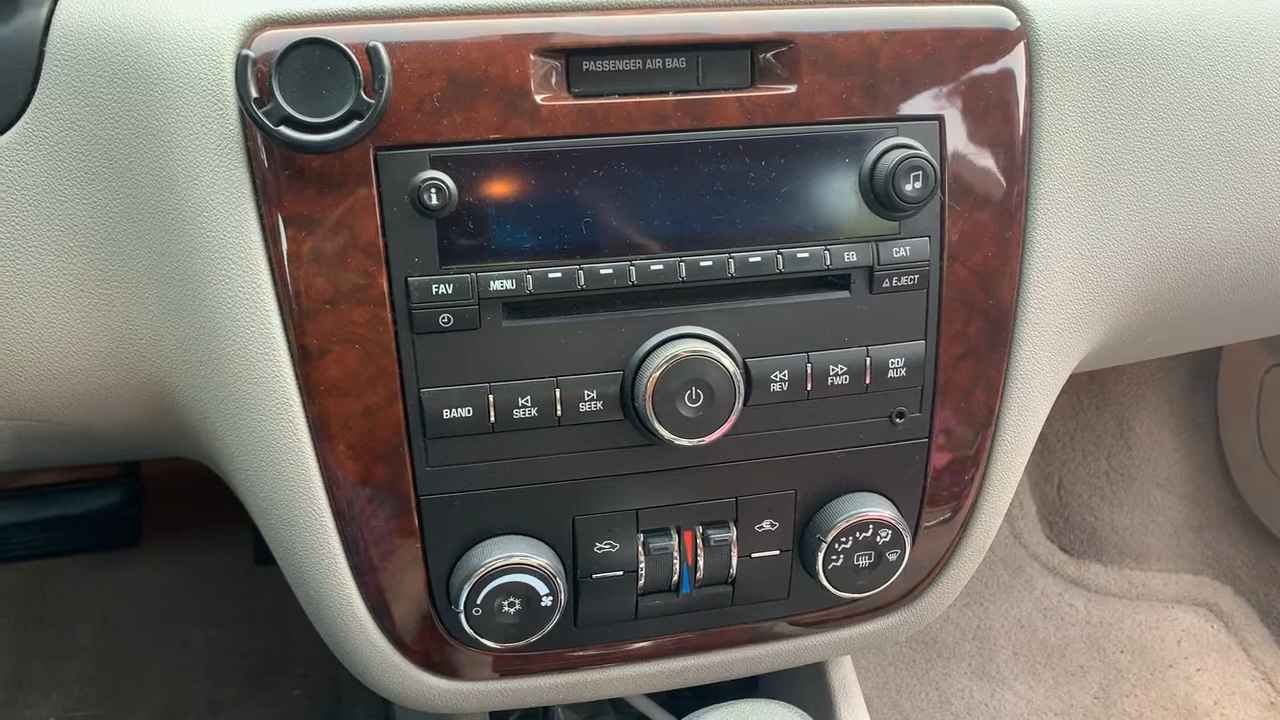 PASSENGER AIR BAG
CAT
MENU
EQ
FAV
EJECT
BAND
SEEK
SEEK
REV
FWD
CD/
AUX